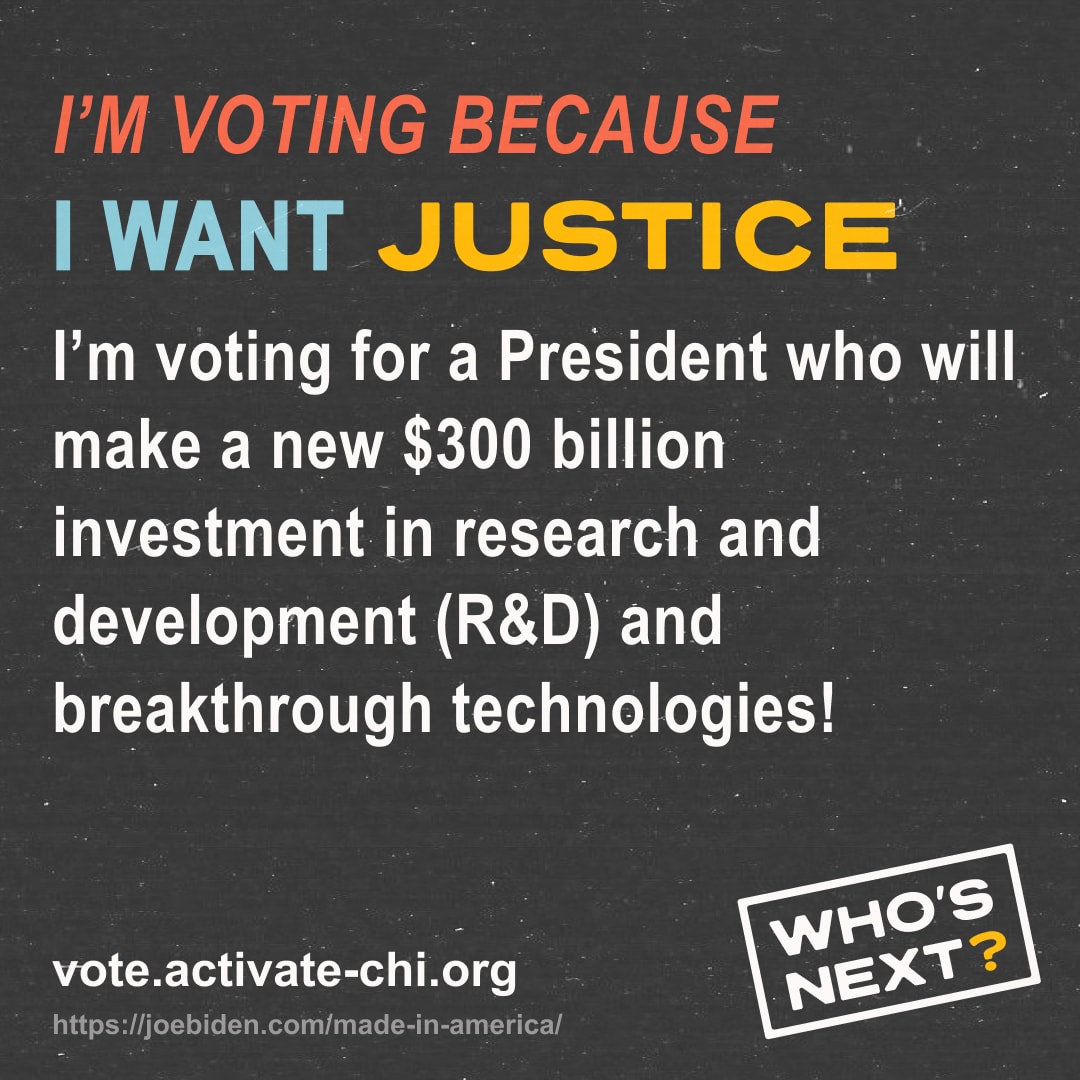 I'M VOTING BECAUSE
I WANT JUSTICE
I'm voting for a President who will
make a new $300 billion
investment in research and
development (R&D) and
breakthrough technologies!
WHO'S
NEXT?
vote.activate-chi.org
https://joebiden.com/made-in-america/